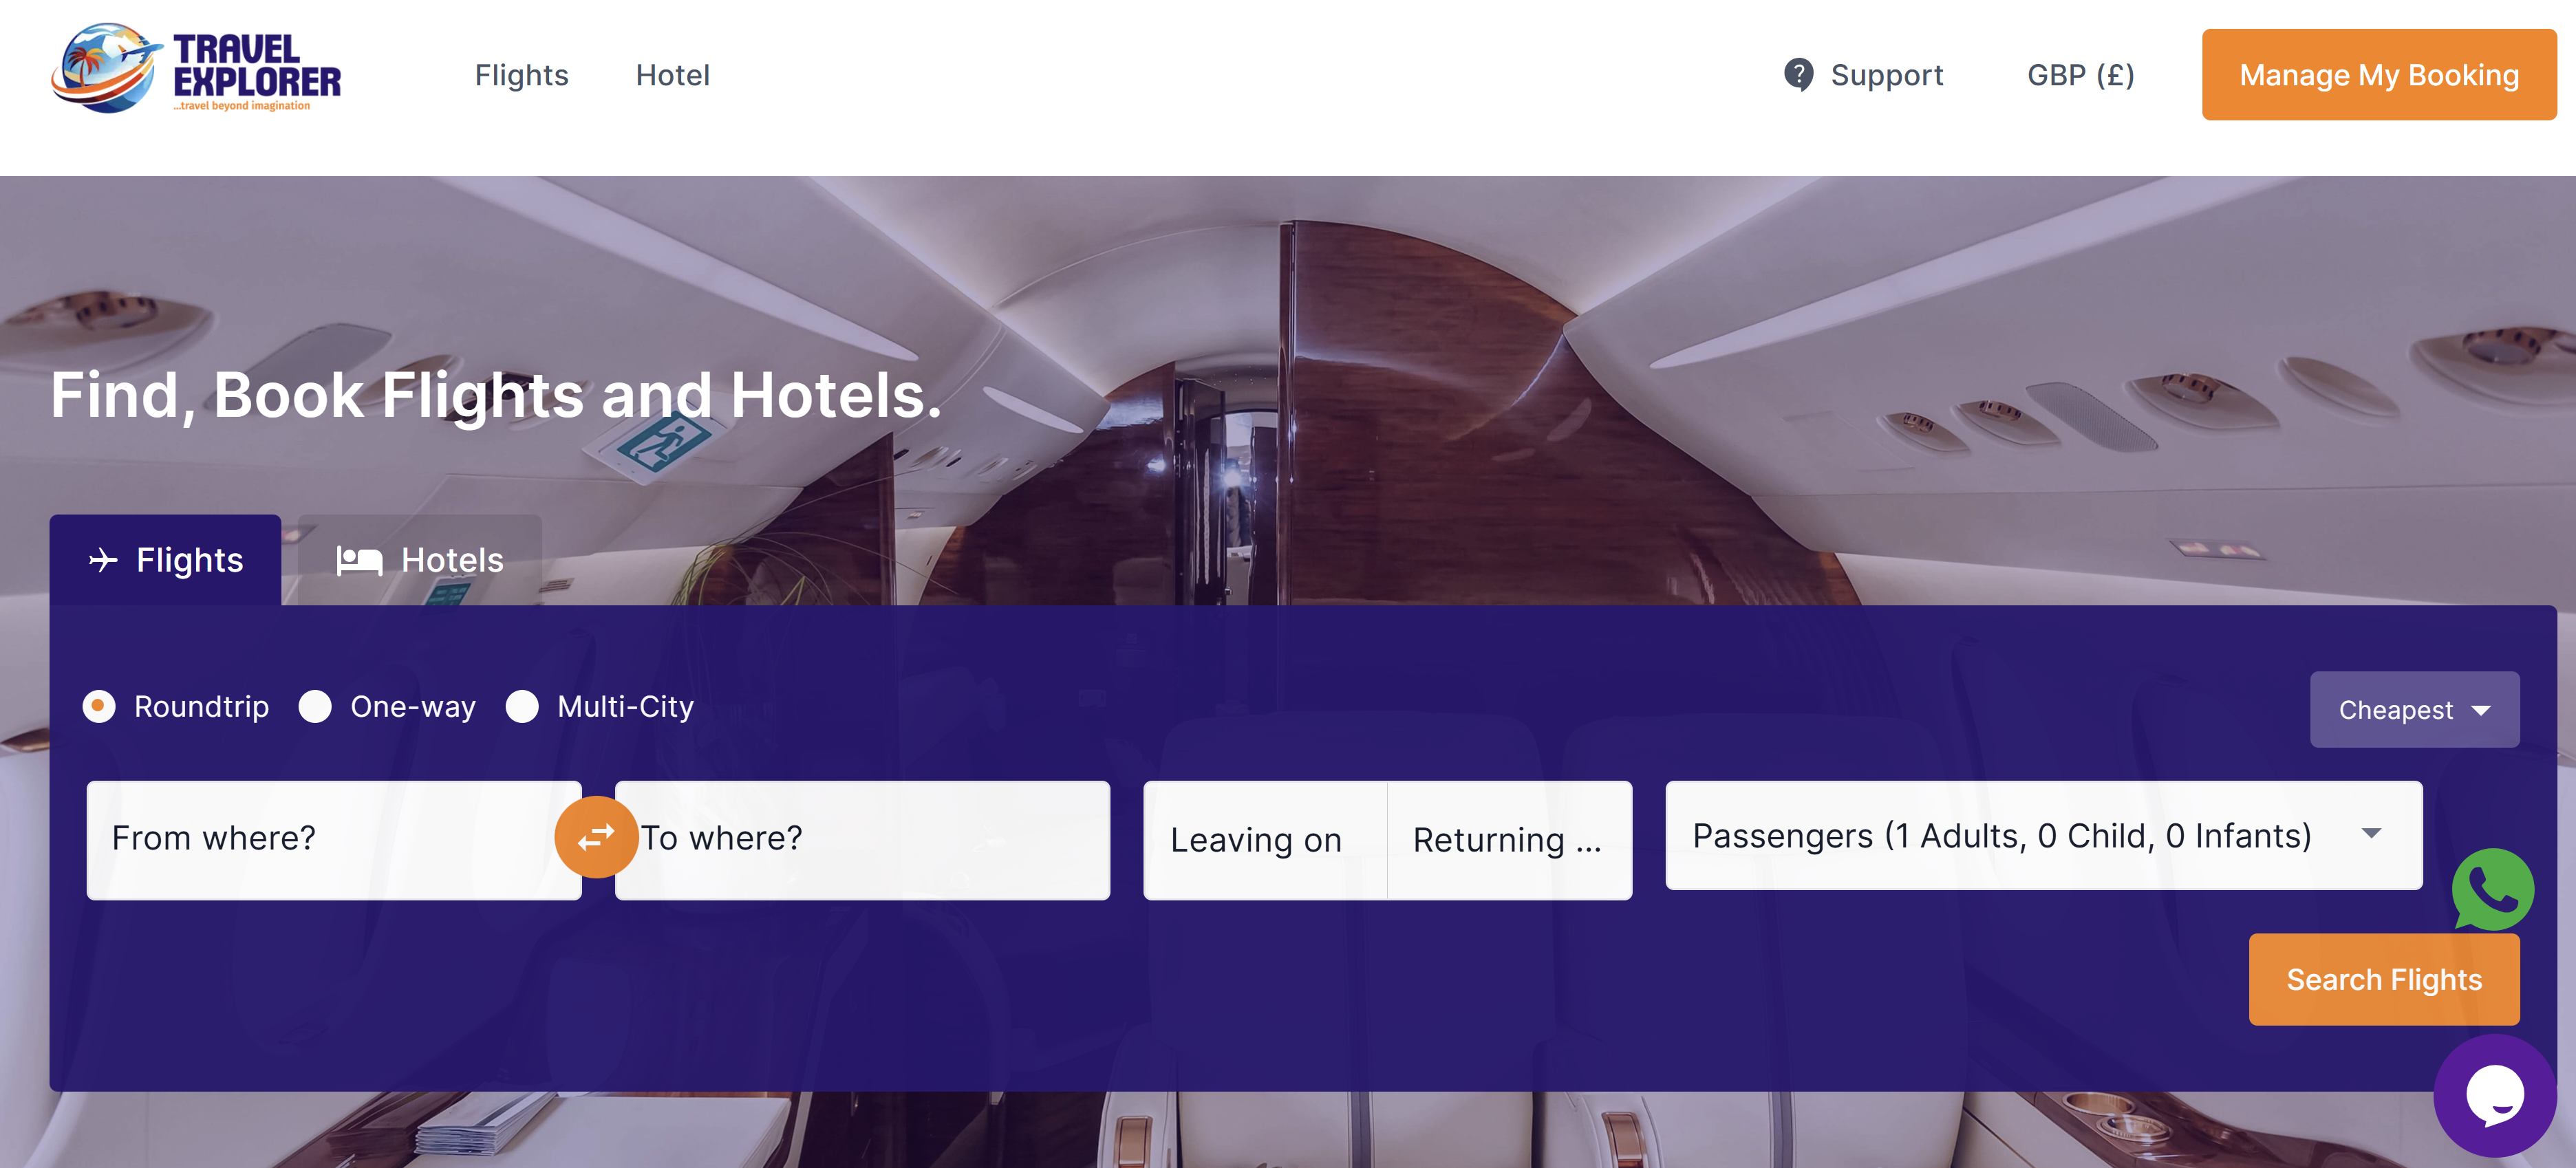 TRAVEL
EXPLORER
...travel beyond imagination
Flights
Hotel
Support
GBP (£)
Manage My Booking
Find, Book Flights and Hotels.
Flights
Hotels
Roundtrip
One-way
Multi-City
Cheapest
From where?
To where?
Leaving on
Returning ...
Passengers (1 Adults, 0 Child, 0 Infants)
Search Flights